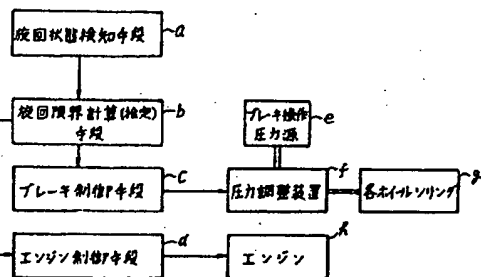 旋回状態検知手段
a
旋回限界計算(推定)
手段
b
ブレーキ操作
圧力源
e
ブレーキ制御手段
c
圧力調整装置
f
各ホイールシリンダ
g
エンジン制御手段
d
エンジン
h